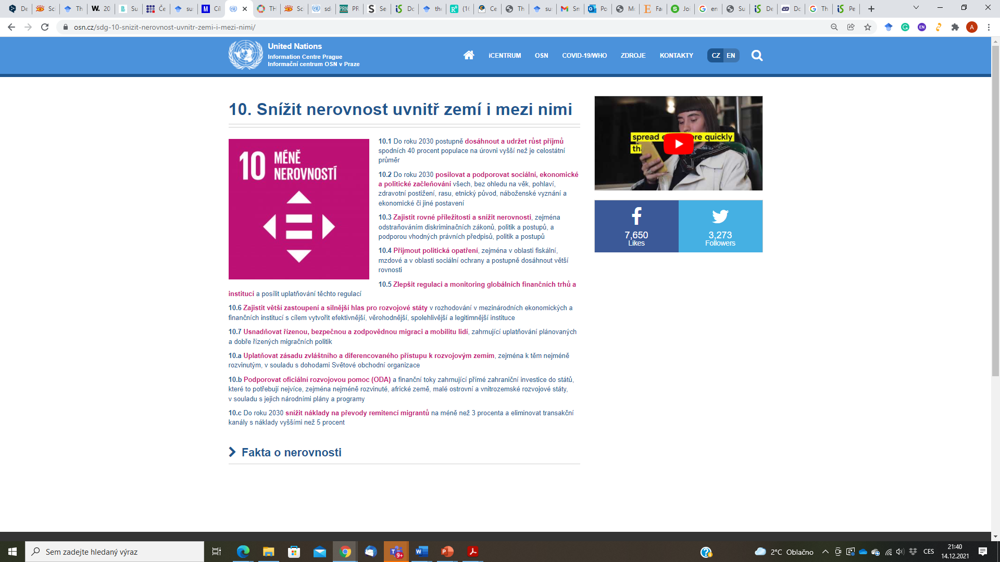 De
Sci
Th
W. 20
Su
Če
su
M Cíl
TH
Sci
sd
PRN PR
S Se
Do
the
(16
Ce
Th
su
Sm
Po
Mo
E Fac
Joi
en
Su
De
Do
Th
Pe
osn.cz/sdg-10-snizit-nerovnost-uvnitr-zemi-i-mezi-nimi/
EN
A
United Nations
Information Centre Prague
Informační centrum OSN v Praze
iCENTRUM OSN COVID-19/WHO ZDROJE KONTAKTY CZ EN
10. Snížit nerovnost uvnitř zemí i mezi nimi
10 MÉNĚ
NEROVNOSTÍ
10.1 Do roku 2030 postupně dosáhnout a udržet růst příjmů
spodních 40 procent populace na úrovni vyšší než je celostátní
průměr
10.2 Do roku 2030 posilovat a podporovat sociální, ekonomické
a politické začleňování všech, bez ohledu na věk, pohlaví,
zdravotní postižení, rasu, etnický původ, náboženské vyznání a
ekonomické či jiné postavení
10.3 Zajistit rovné příležitosti a snížit nerovnosti, zejména
odstraňováním diskriminačních zákonů, politik a postupů, a
podporou vhodných právních předpisů, politik a postupů
10.4 Přijmout politická opatření, zejména v oblasti fiskální,
mzdové a v oblasti sociální ochrany a postupně dosáhnout větší
rovnosti
10.5 Zlepšit regulaci a monitoring globálních finančních trhů a
institucí a posílit uplatňování těchto regulací
10.6 Zajistit větší zastoupení a silnější hlas pro rozvojové státy v rozhodování v mezinárodních ekonomických a
finančních institucí s cílem vytvořit efektivnější, věrohodnější, spolehlivější a legitimnější instituce
10.7 Usnadňovat řízenou, bezpečnou a zodpovědnou migraci a mobilitu lidí, zahrnující uplatňování plánovaných
a dobře řízených migračních politik
10.a Uplatňovat zásadu zvláštního a diferencovaného přístupu k rozvojovým zemím, zejména k těm nejméně
rozvinutým, v souladu s dohodami Světové obchodní organizace
10.b Podporovat oficiální rozvojovou pomoc (ODA) a finanční toky zahrnující přímé zahraniční investice do států,
které to potřebují nejvíce, zejména nejméně rozvinuté, africké země, malé ostrovní a vnitrozemské rozvojové státy,
v souladu s jejich národními plány a programy
10.c Do roku 2030 snížit náklady na převody remitencí migrantů na méně než 3 procenta a eliminovat transakční
kanály s náklady vyššími než 5 procent
Fakta o nerovnosti
spread re quickly
th
7,650
Likes
3,273
Followers
Sem zadejte hledaný výraz
9+
2°C Oblačno
CES
21:40
14.12.2021